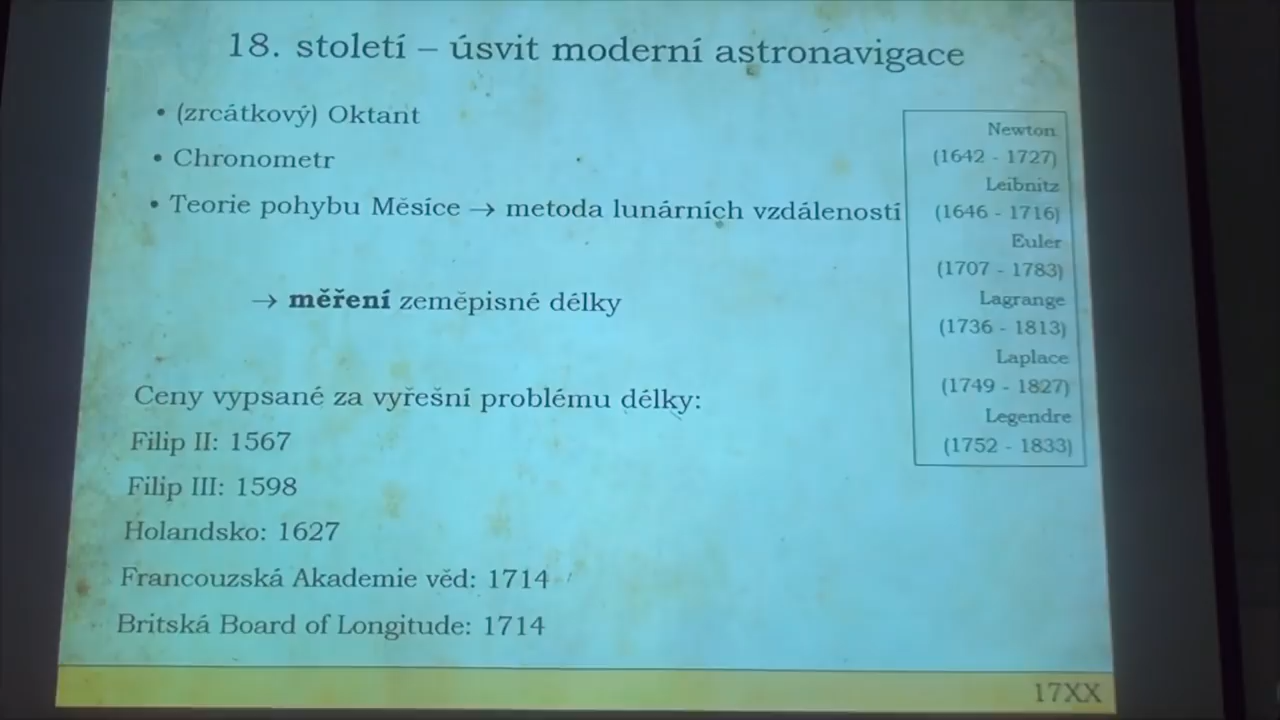 18. století – úsvit moderní astronavigace
• (zrcátkový) Oktant
• Chronometr
• Teorie pohybu Měsíce → metoda lunárních vzdáleností
→ měření zeměpisné délky
Ceny vypsané za vyřešní problému délky:
Filip II: 1567
Filip III: 1598
Holandsko: 1627
Francouzská Akademie věd: 1714
Britská Board of Longitude: 1714
Newton
(1642 - 1727)
Leibnitz
(1646 - 1716)
Euler
(1707 - 1783)
Lagrange
(1736 - 1813)
Laplace
(1749 - 1827)
Legendre
(1752 - 1833)
17XX